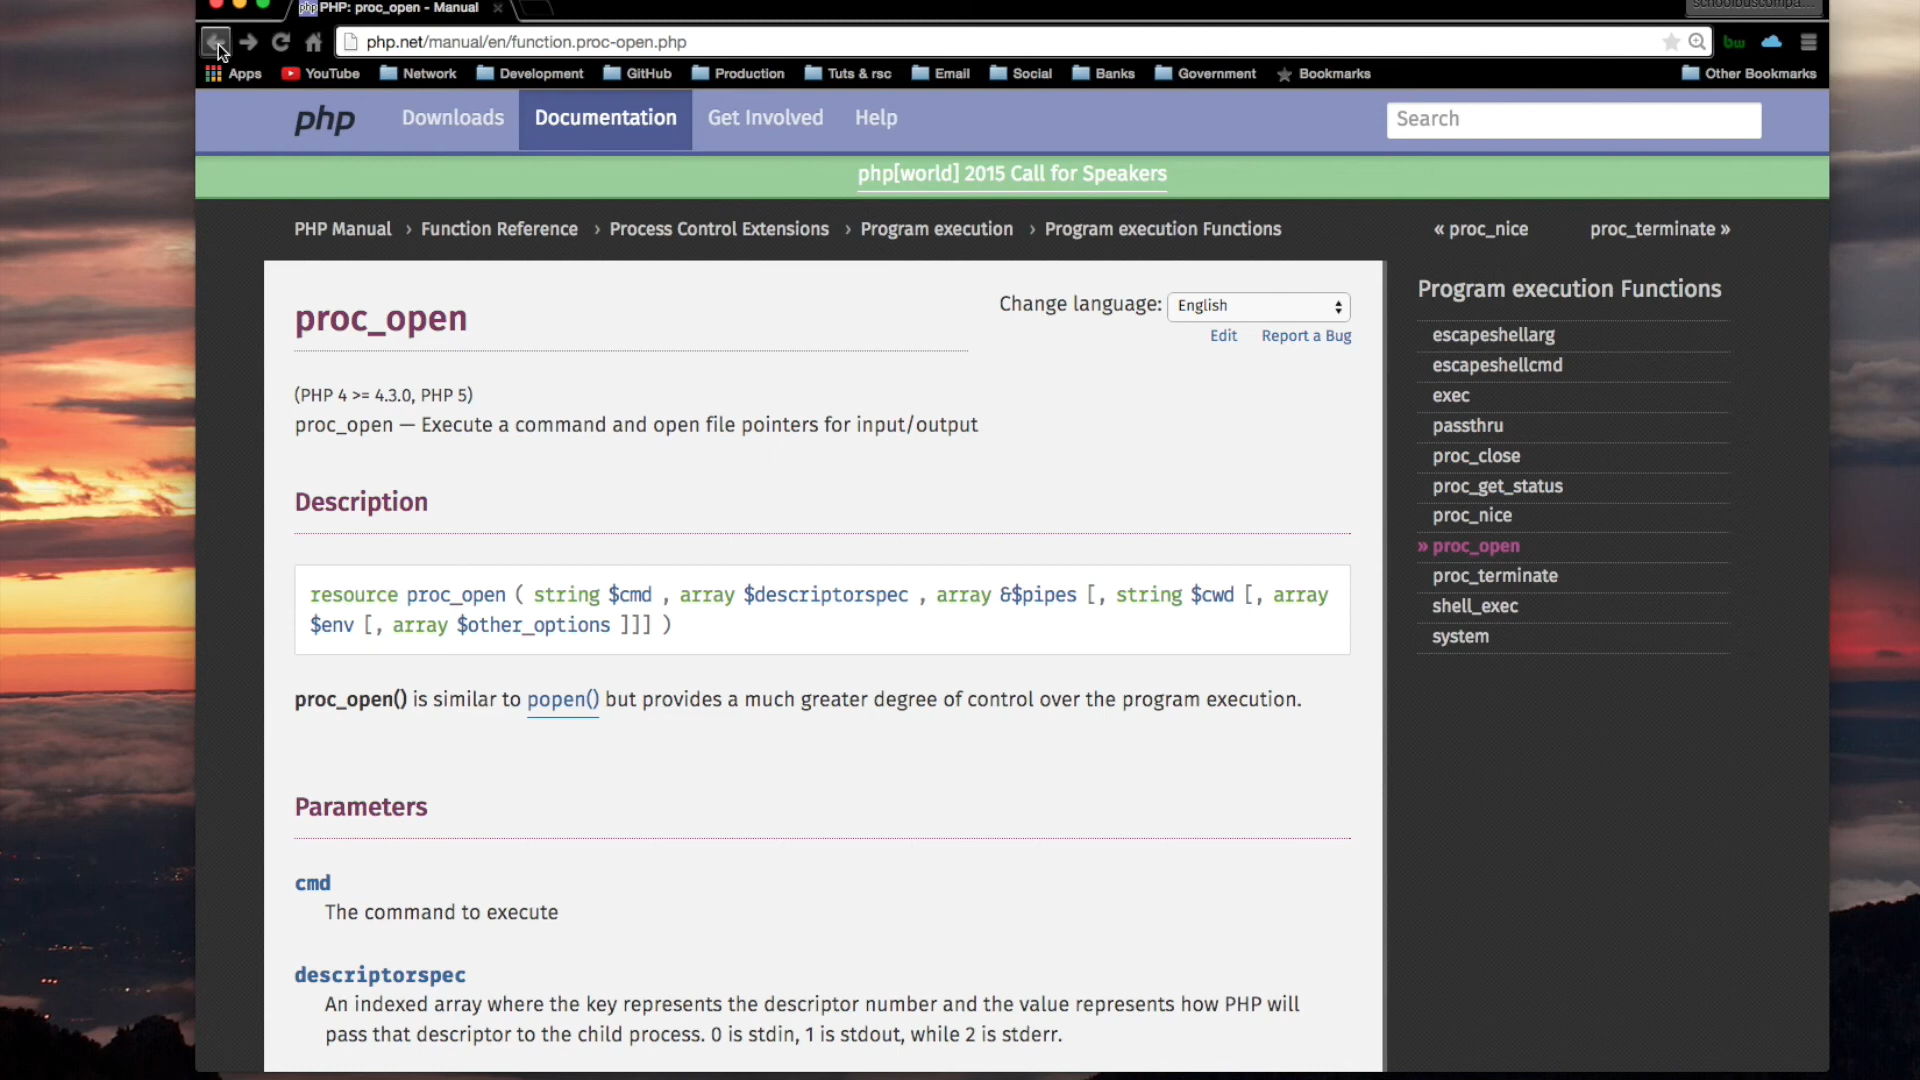 PHP: proc_open - Manual
schoolbuscompa...
php.net/manual/en/function.proc-open.php
Apps YouTube Network Development GitHub Production Tuts & rsc Email Social Banks Government Bookmarks Other Bookmarks
php Downloads Documentation Get Involved Help Search
php[world] 2015 Call for Speakers
PHP Manual › Function Reference › Process Control Extensions › Program execution › Program execution Functions « proc_nice proc_terminate »
proc_open
Change language: English
Edit Report a Bug
(PHP 4 >= 4.3.0, PHP 5)
proc_open — Execute a command and open file pointers for input/output
Description
resource proc_open ( string $cmd , array $descriptorspec , array &$pipes [, string $cwd [, array
$env [, array $other_options ]]] )
proc_open() is similar to popen() but provides a much greater degree of control over the program execution.
Parameters
cmd
The command to execute
descriptorspec
An indexed array where the key represents the descriptor number and the value represents how PHP will
pass that descriptor to the child process. 0 is stdin, 1 is stdout, while 2 is stderr.
Program execution Functions
escapeshellarg
escapeshellcmd
exec
passthru
proc_close
proc_get_status
proc_nice
» proc_open
proc_terminate
shell_exec
system